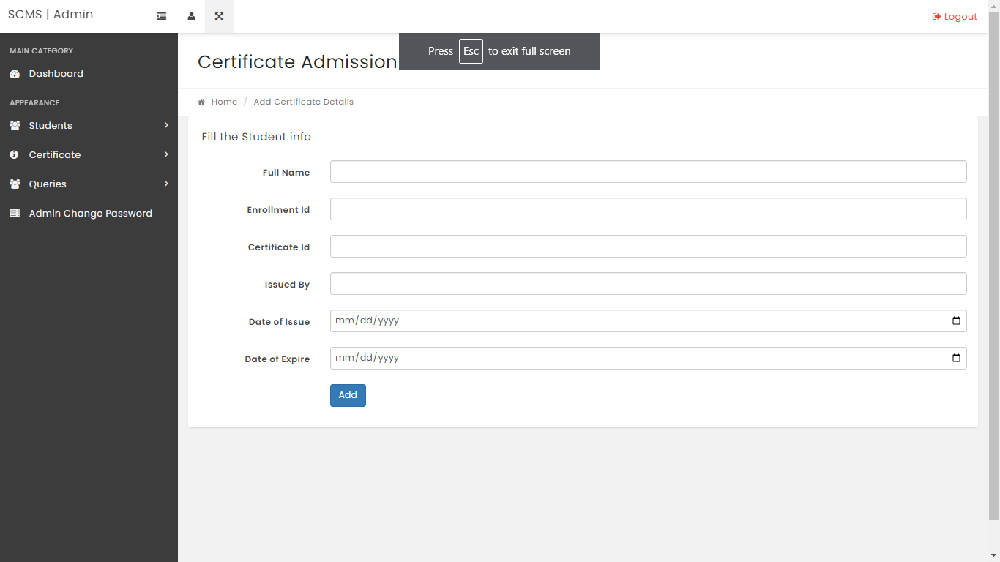 SCMS | Admin
Logout
Press Esc to exit full screen
MAIN CATEGORY
Dashboard
APPEARANCE
Students
Certificate
Queries
Admin Change Password
Certificate Admission
Home / Add Certificate Details
Fill the Student info
Full Name
Enrollment Id
Certificate Id
Issued By
Date of Issue mm/dd/yyyy
Date of Expire mm/dd/yyyy
Add